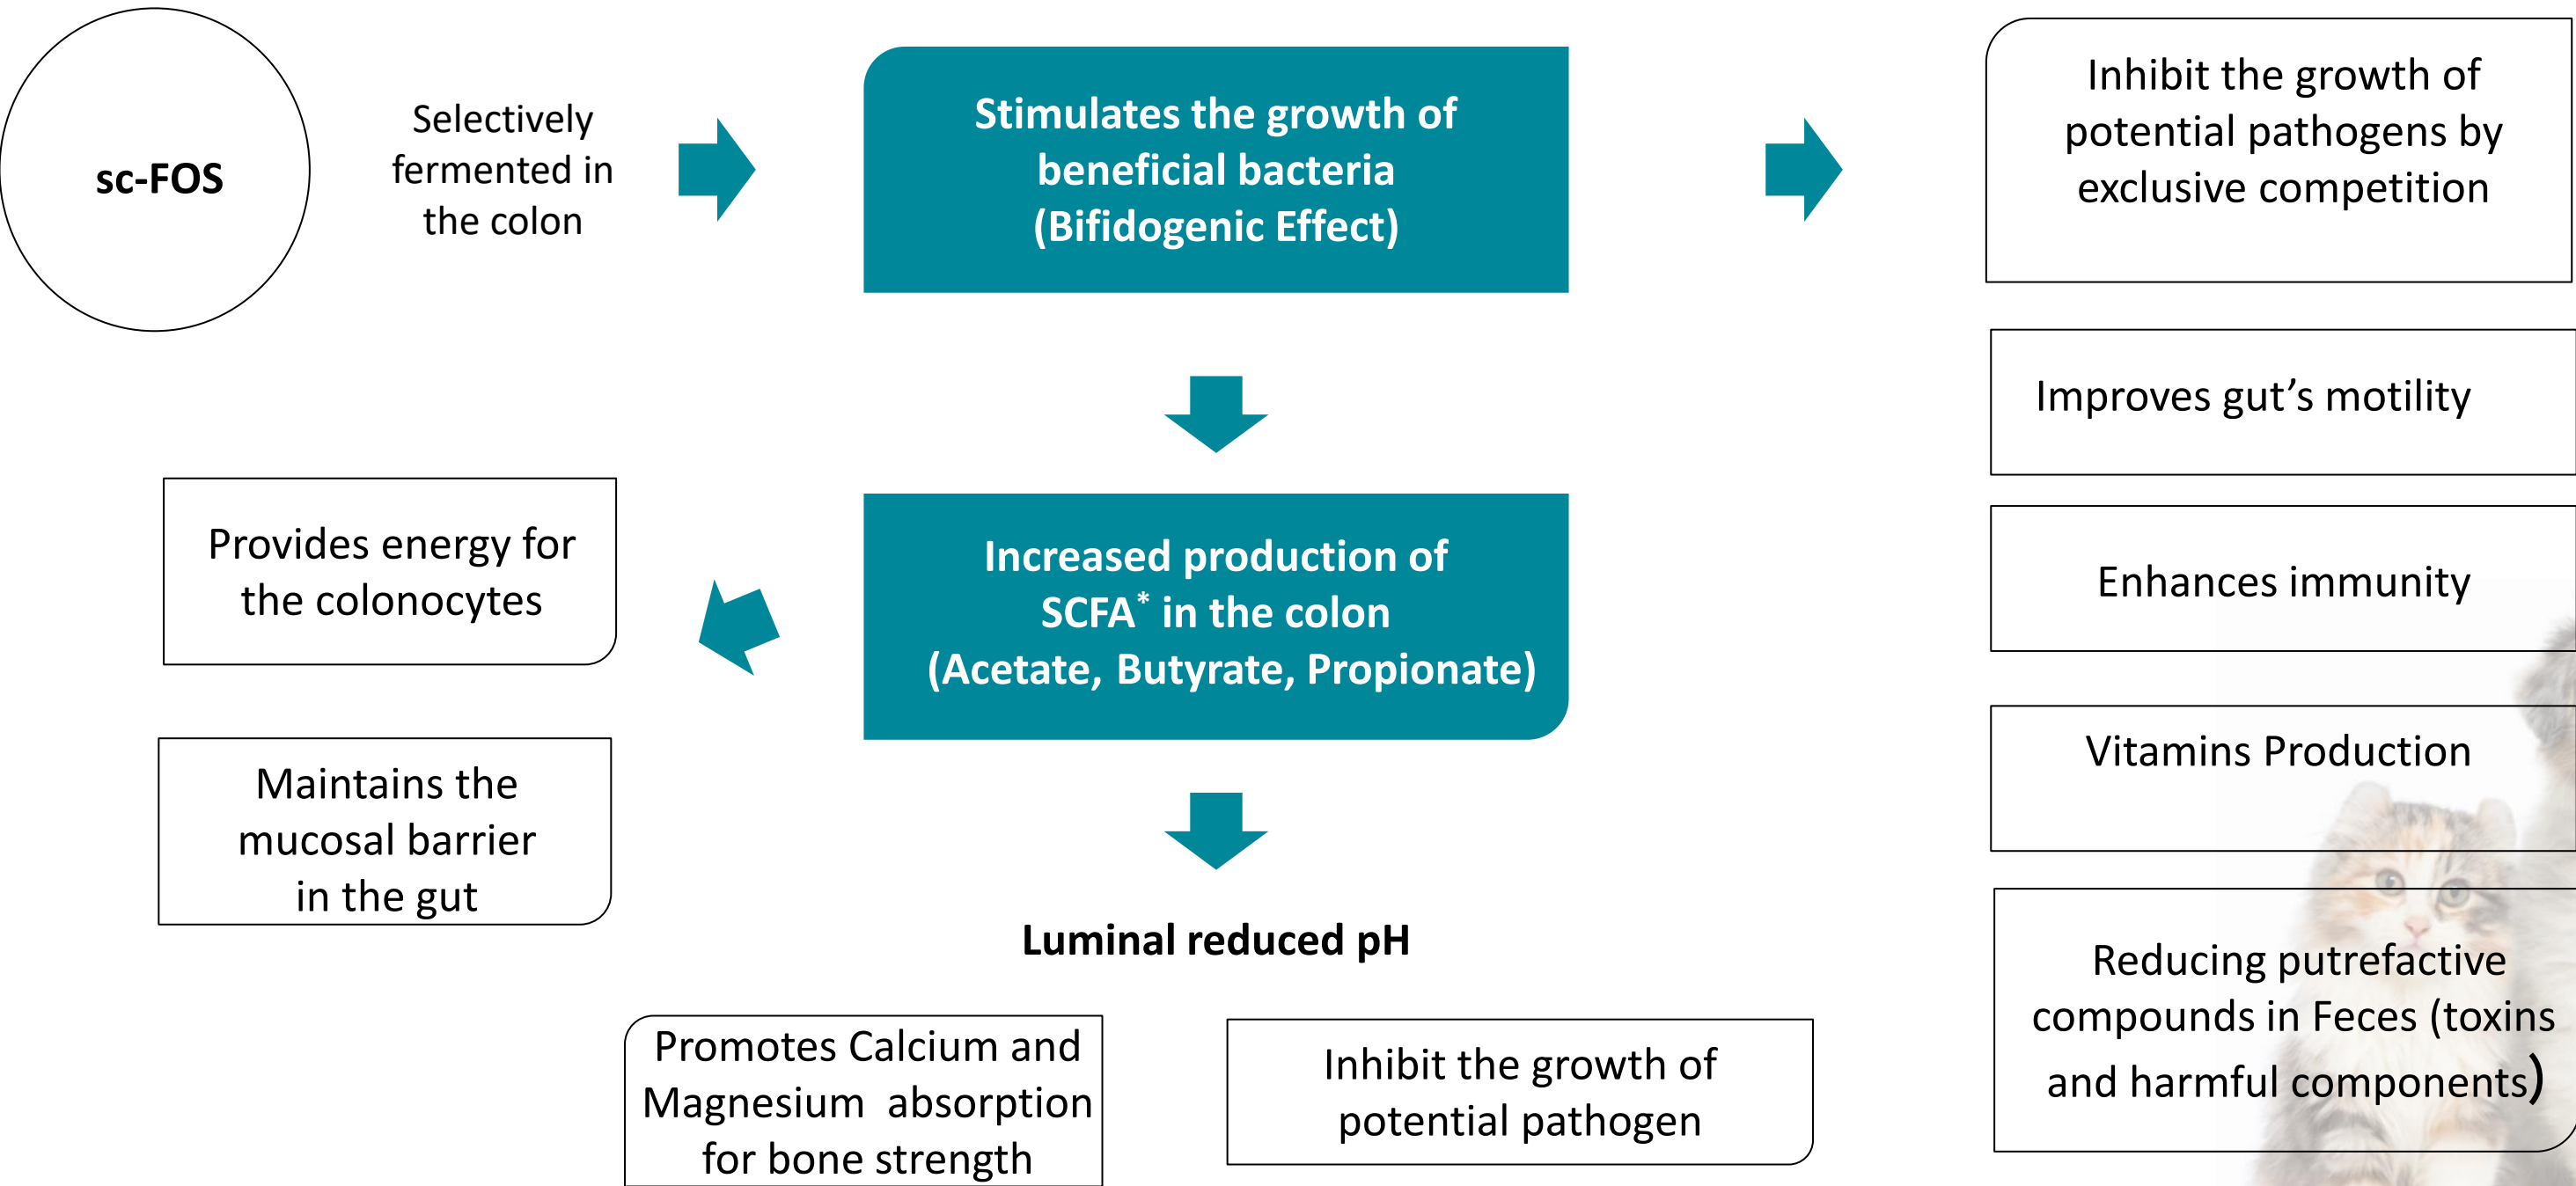 sc-FOS
Selectively
fermented in
the colon
Stimulates the growth of
beneficial bacteria
(Bifidogenic Effect)
Inhibit the growth of
potential pathogens by
exclusive competition
Improves gut’s motility
Enhances immunity
Vitamins Production
Reducing putrefactive
compounds in Feces (toxins
and harmful components)
Increased production of
SCFA* in the colon
(Acetate, Butyrate, Propionate)
Provides energy for
the colonocytes
Maintains the
mucosal barrier
in the gut
Luminal reduced pH
Promotes Calcium and
Magnesium  absorption
for bone strength
Inhibit the growth of
potential pathogen